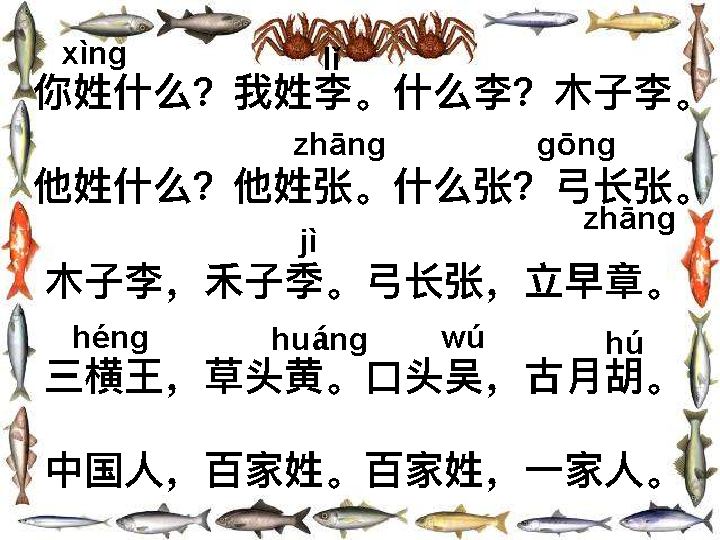 xìng lǐ
你姓什么？我姓李。什么李？木子李。
zhāng gōng
他姓什么？他姓张。什么张？弓长张。
zhāng
jì
木子李，禾子季。弓长张，立早章。
héng huáng wú hú
三横王，草头黄。口头吴，古月胡。
中国人，百家姓。百家姓，一家人。